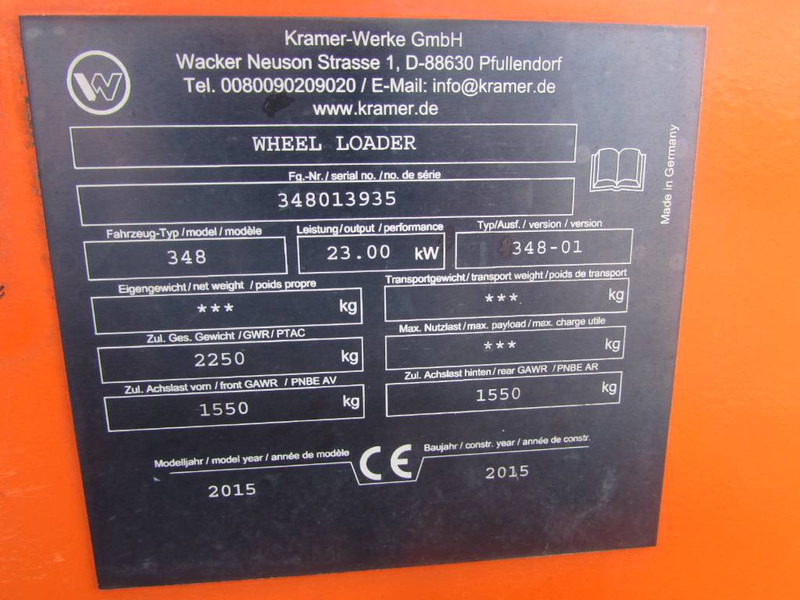 Kramer-Werke GmbH
Wacker Neuson Strasse 1, D-88630 Pfullendorf
Tel. 0080090209020 / E-Mail: info@kramer.de
www.kramer.de
WHEEL LOADER
Fg.-Nr./ serial no./ no. de série
348013935
Made in Germany
Fahrzeug-Typ / model / modèle
Leistung / output / performance
Typ/Ausf. / version / version
348
23.00 kW
348-01
Eigengewicht / net weight / poids propre
Transportgewicht / transport weight / poids de transport
*** kg
*** kg
Zul. Ges. Gewicht / GWR / PTAC
Max. Nutzlast / max. payload / max. charge utile
2250 kg
*** kg
Zul. Achslast vorn / front GAWR / PNBE AV
Zul. Achslast hinten / rear GAWR / PNBE AR
1550 kg
1550 kg
Modelljahr / model year / année de modèle
CE
Baujahr / constr. year / année de constr.
2015
2015